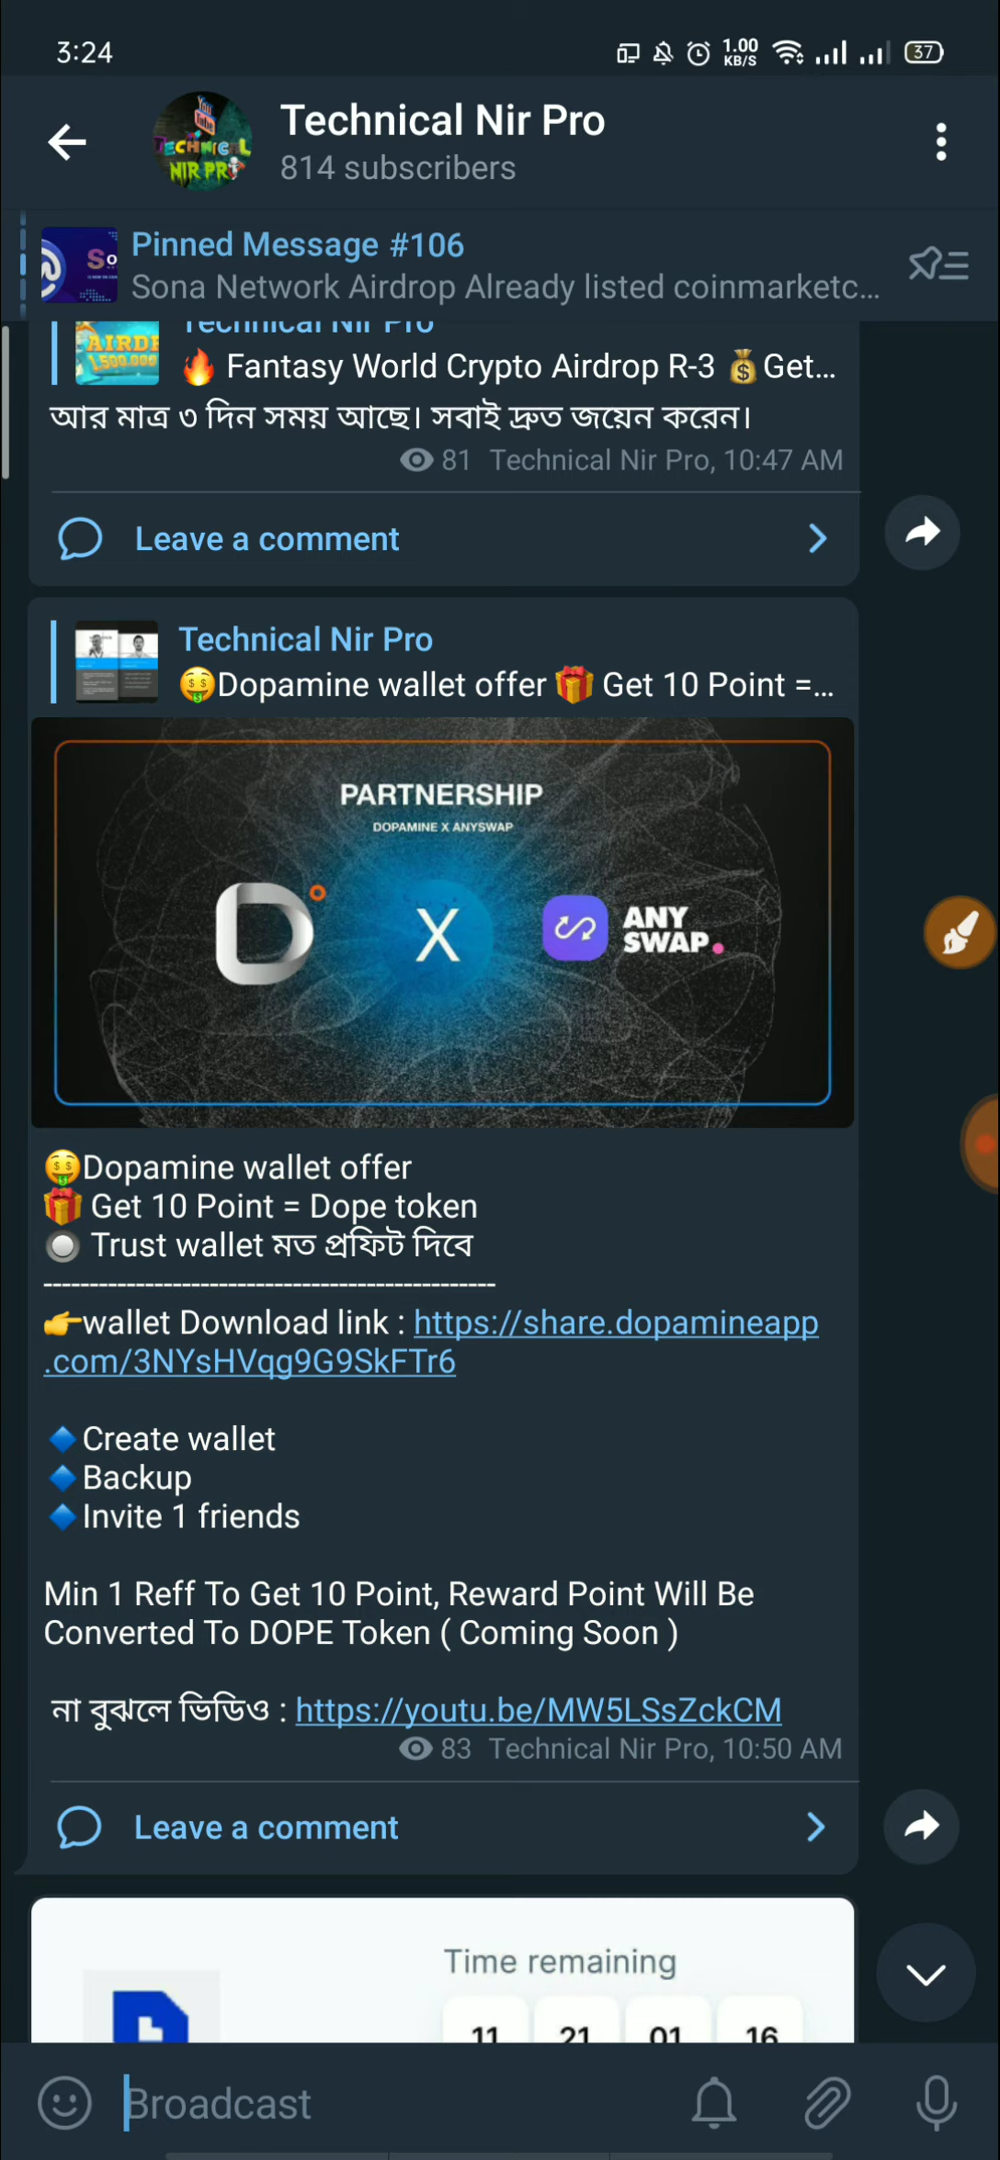 3:24
1.00
KB/S
37
Technical Nir Pro
814 subscribers
Pinned Message #106
Sona Network Airdrop Already listed coinmarketc...
Technical Nir Pro
🔥 Fantasy World Crypto Airdrop R-3 💰Get...
আর মাত্র ৩ দিন সময় আছে। সবাই দ্রুত জয়েন করেন।
81 Technical Nir Pro, 10:47 AM
Leave a comment
Technical Nir Pro
🤑Dopamine wallet offer 🎁 Get 10 Point =...
PARTNERSHIP
DOPAMINE X ANYSWAP
D
X
ANY
SWAP.
🤑Dopamine wallet offer
🎁 Get 10 Point = Dope token
🔘 Trust wallet মত প্রফিট দিবে
-------------------------------------------------
👉wallet Download link : https://share.dopamineapp
.com/3NYsHVqg9G9SkFTr6
🔹Create wallet
🔹Backup
🔹Invite 1 friends
Min 1 Reff To Get 10 Point, Reward Point Will Be
Converted To DOPE Token ( Coming Soon )
না বুঝলে ভিডিও : https://youtu.be/MW5LSsZckCM
83 Technical Nir Pro, 10:50 AM
Leave a comment
Time remaining
11 21 01 16
Broadcast